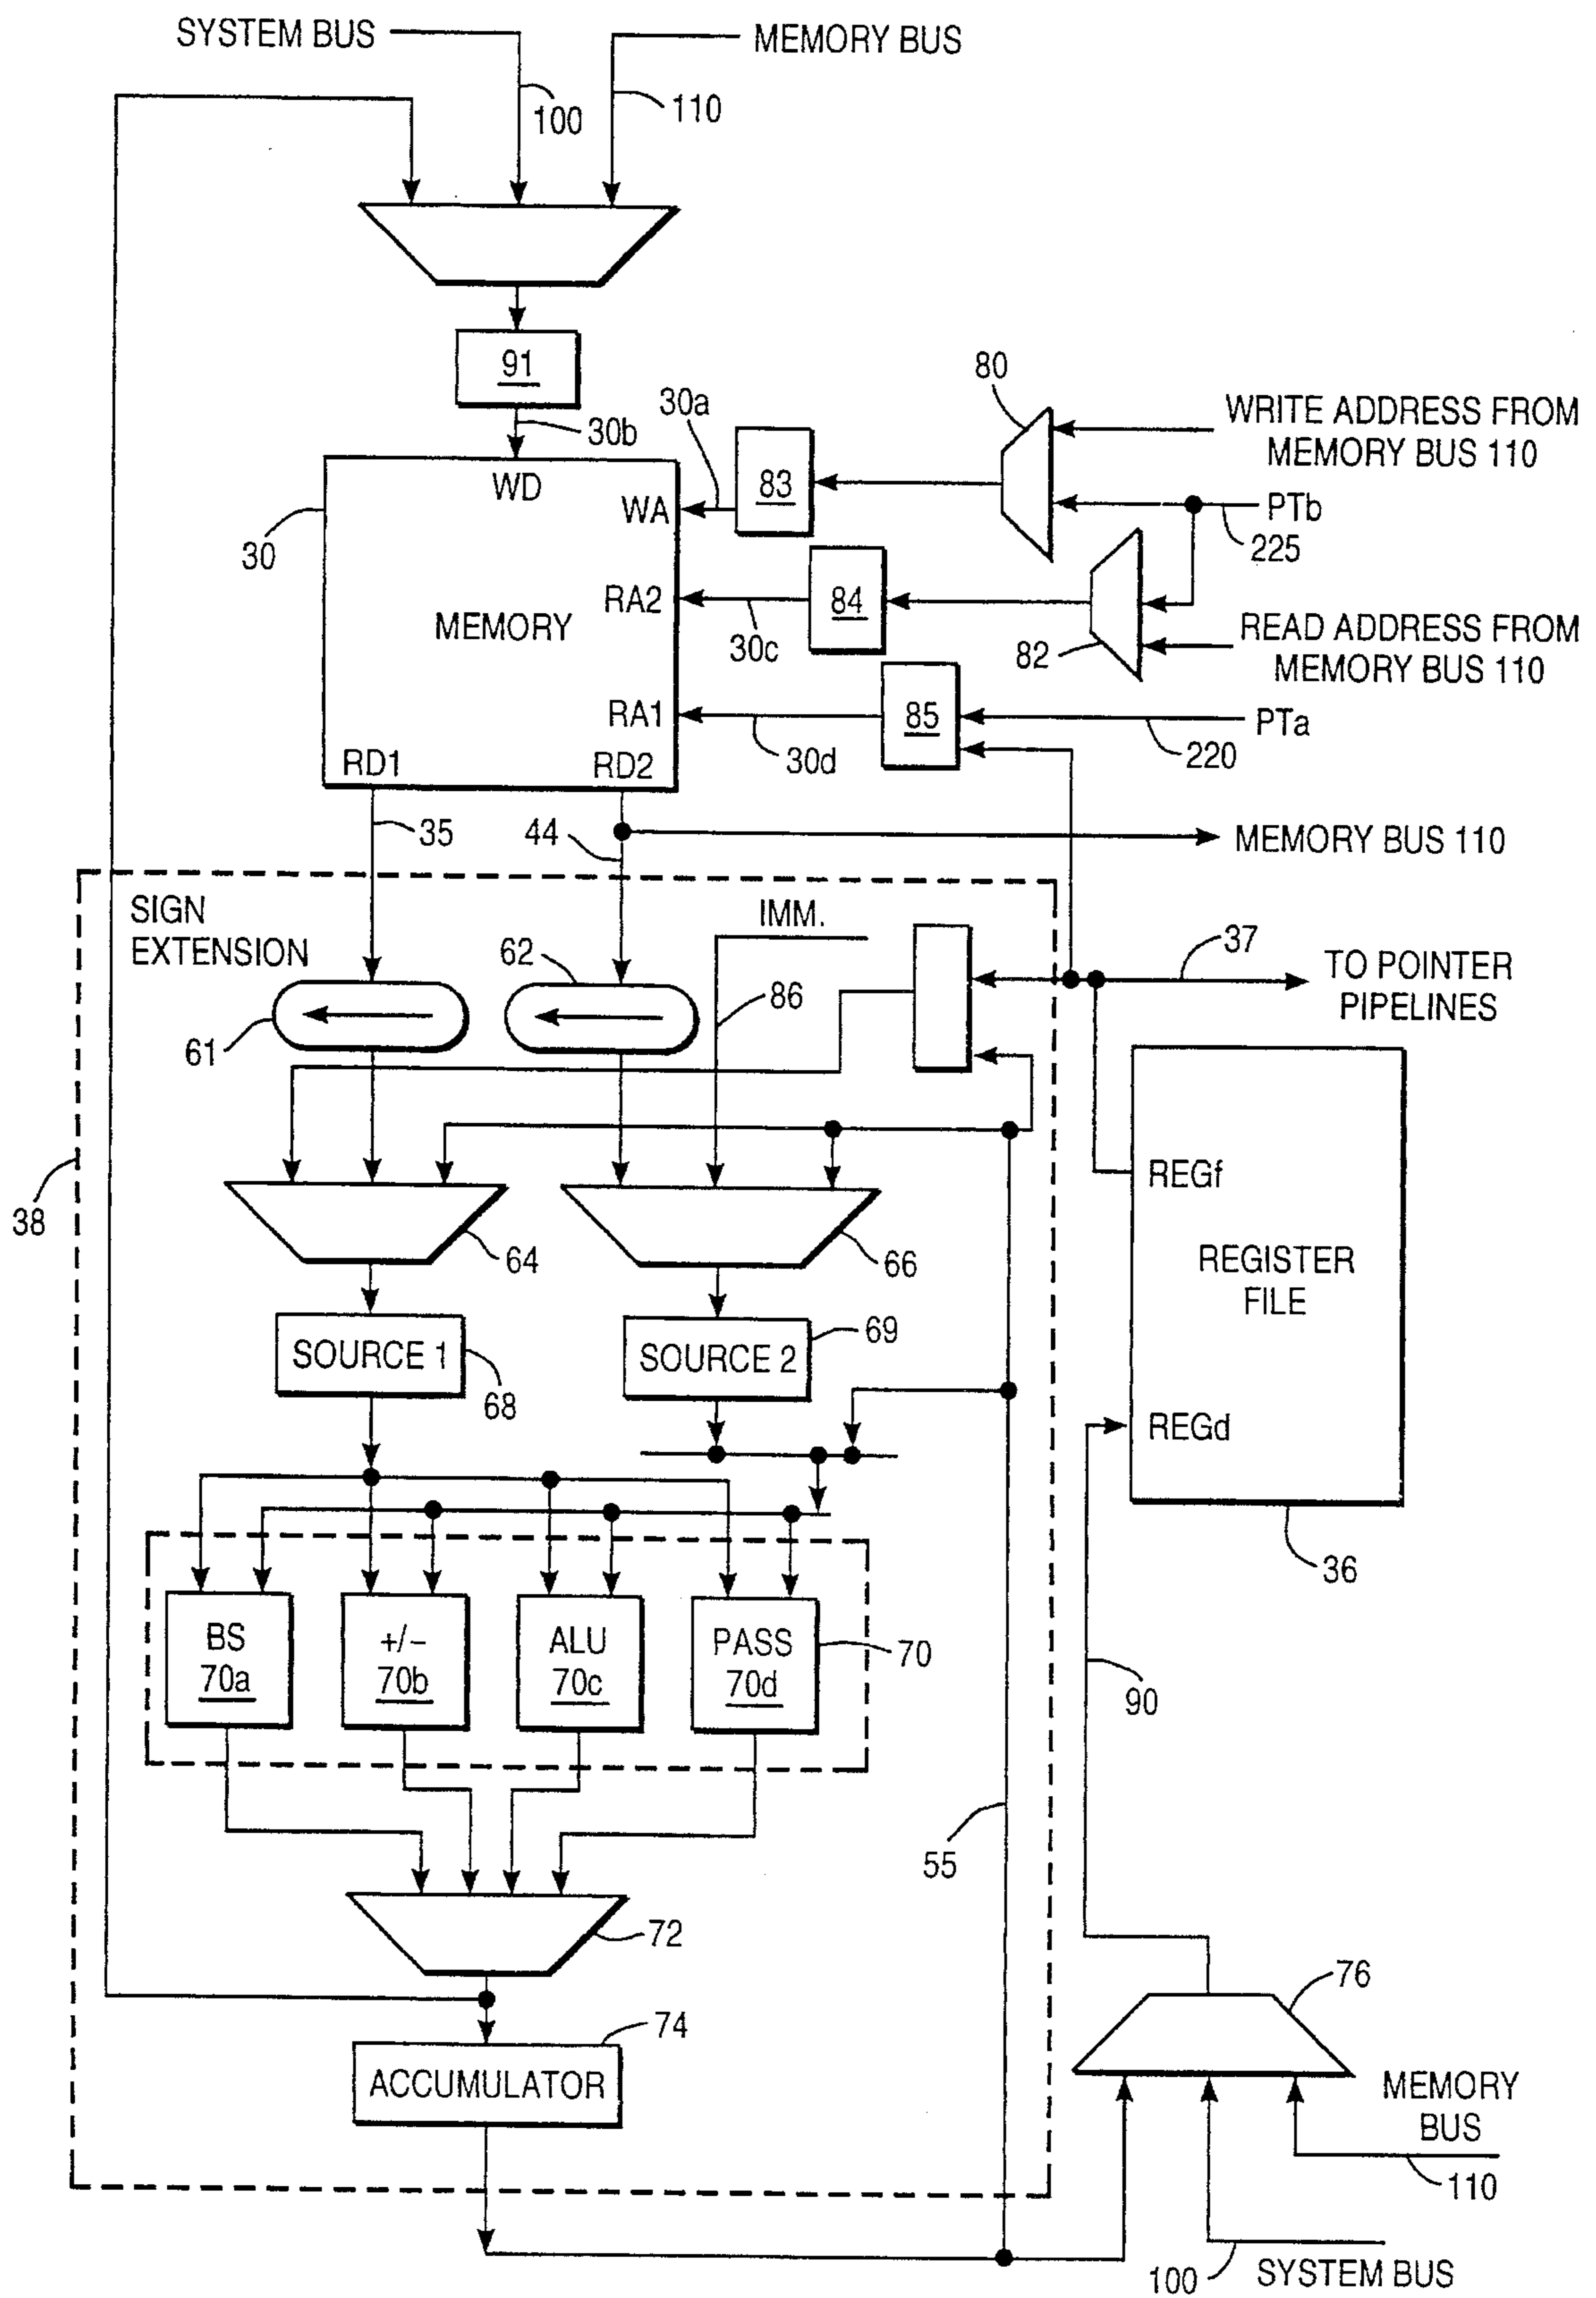 SYSTEM BUS
MEMORY BUS
100
110
91
30b
30a
80
WRITE ADDRESS FROM
MEMORY BUS 110
WD
WA
83
PTb
225
30
RA2
84
MEMORY
30c
82
READ ADDRESS FROM
MEMORY BUS 110
RA1
85
PTa
30d
220
RD1
RD2
35
44
MEMORY BUS 110
SIGN
EXTENSION
IMM.
62
86
37
TO POINTER
PIPELINES
61
REGf
38
64
66
REGISTER
FILE
SOURCE 1
68
SOURCE 2
69
REGd
36
BS
70a
+/−
70b
ALU
70c
PASS
70d
70
90
55
72
76
74
ACCUMULATOR
MEMORY
BUS
110
100
SYSTEM BUS